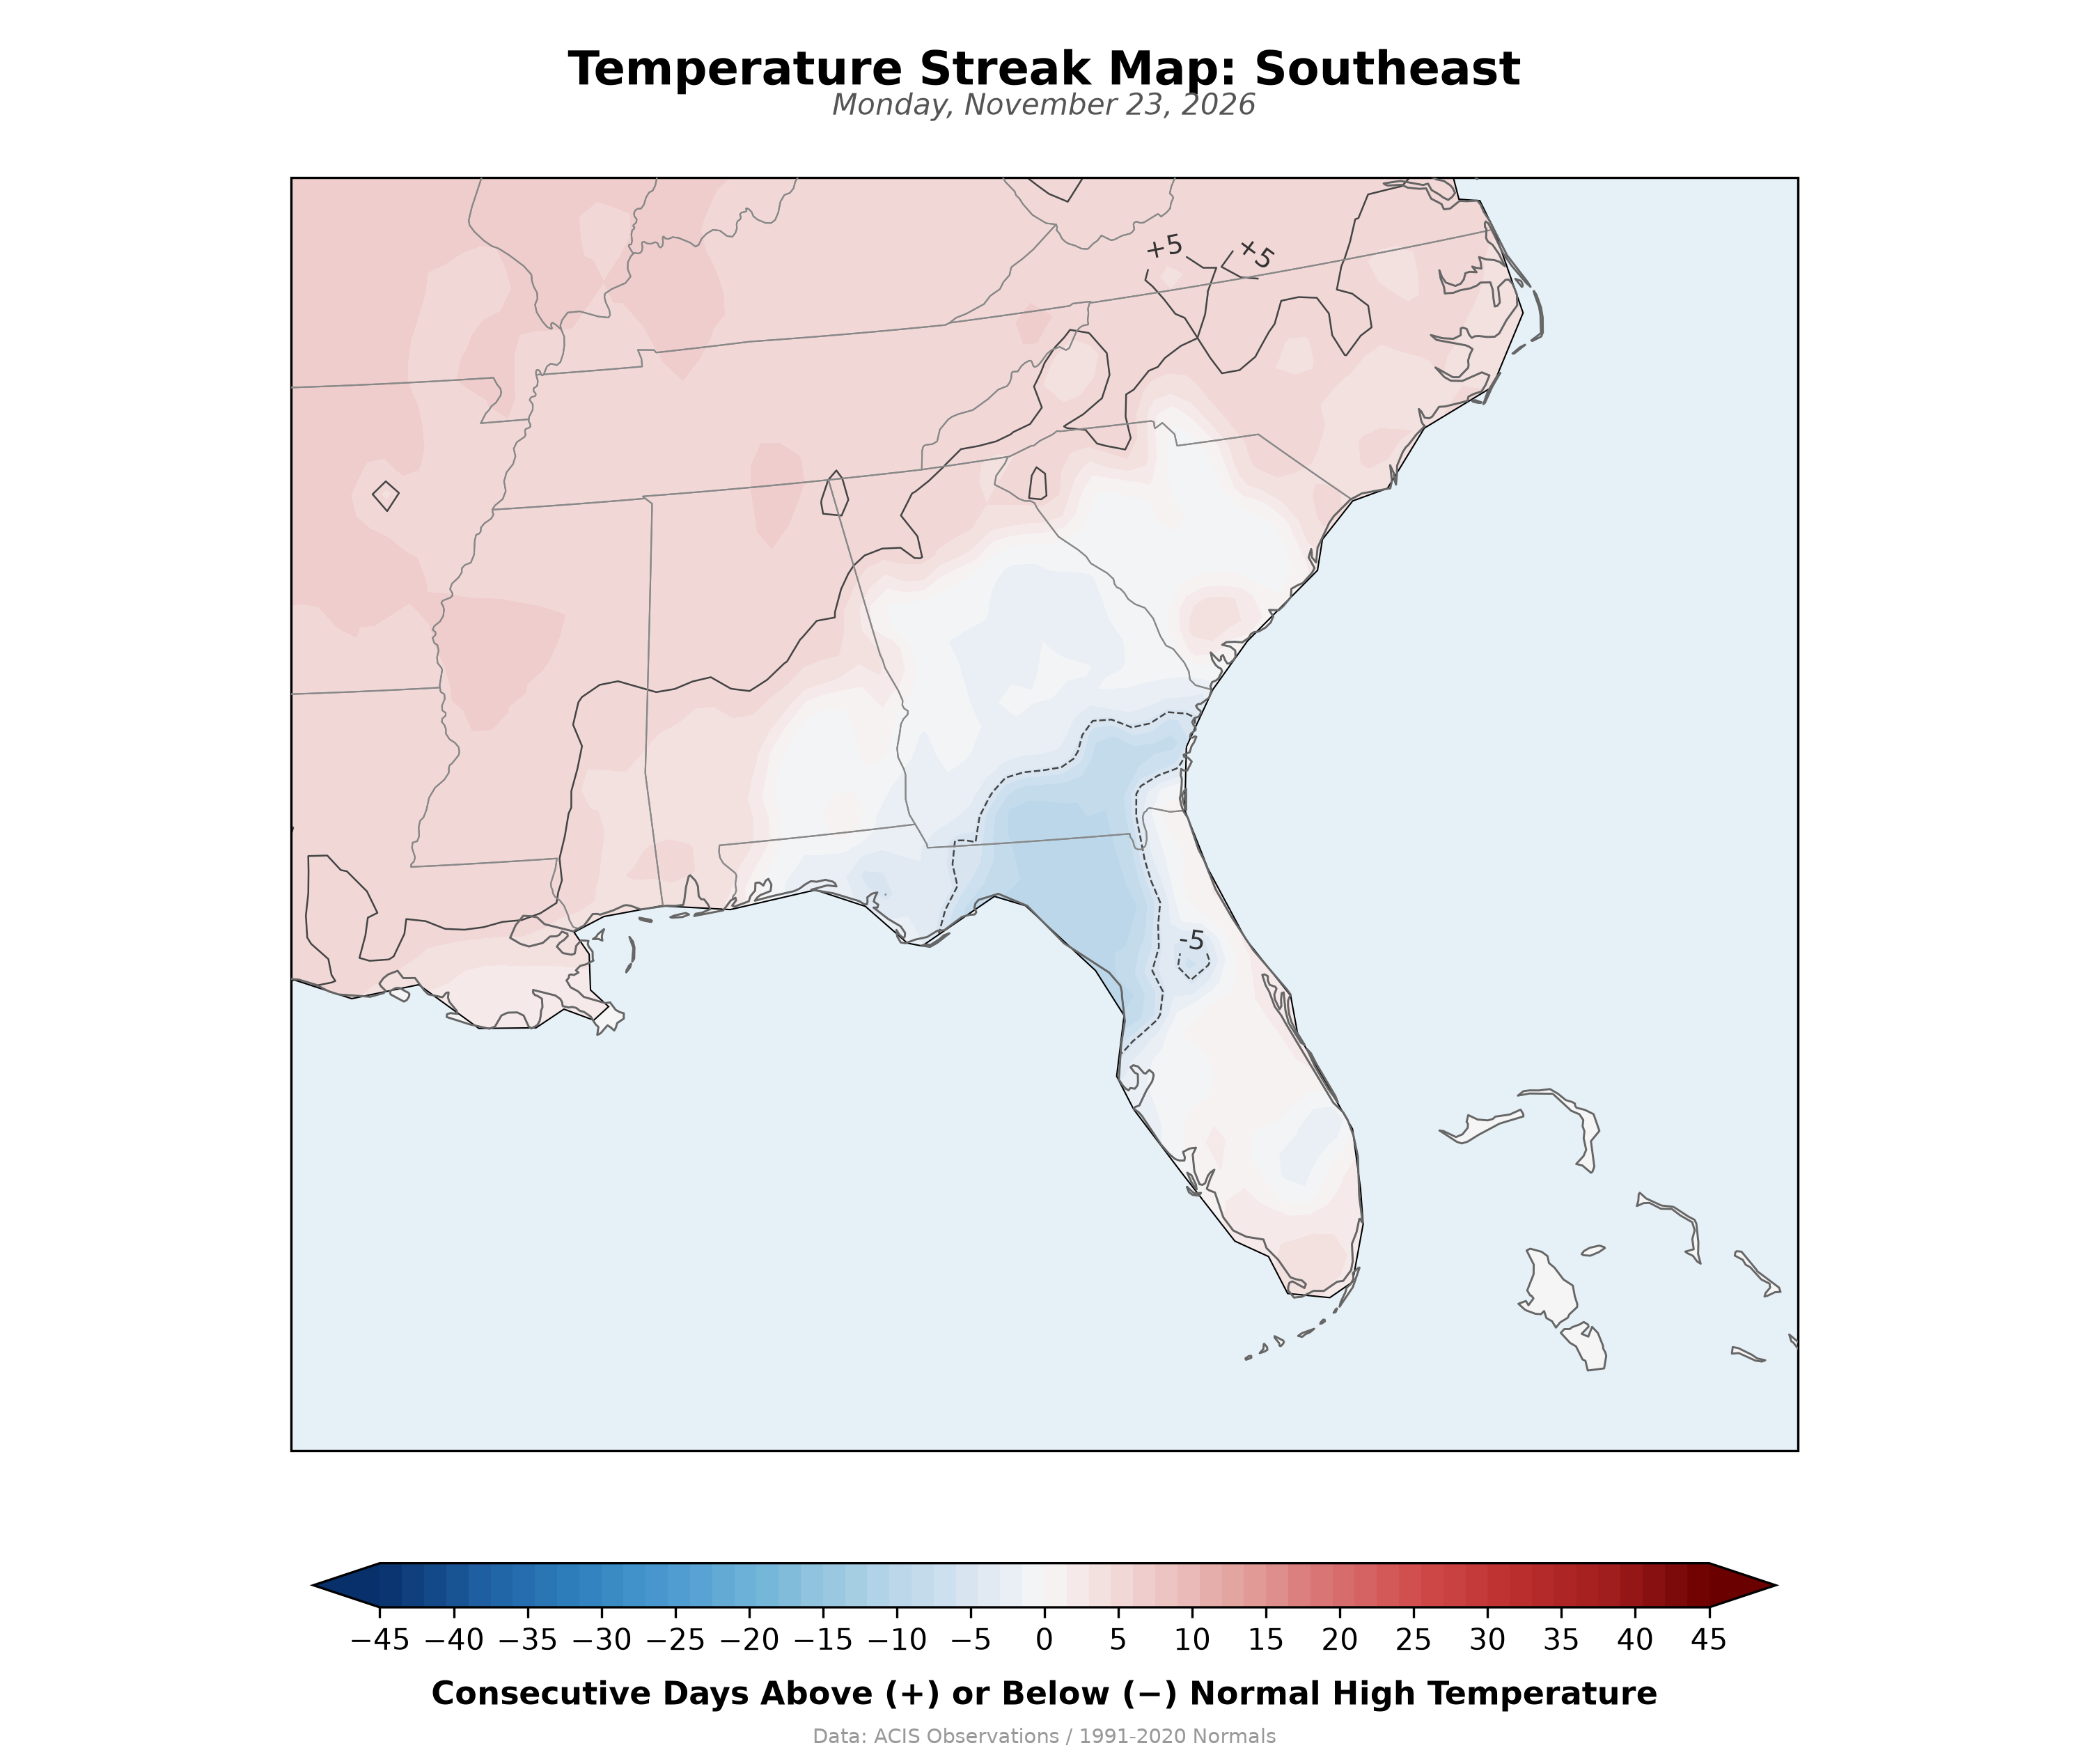 Temperature Streak Map: Southeast
Monday, November 23, 2026
+5 +5
-5
−45 −40 −35 −30 −25 −20 −15 −10 −5 0 5 10 15 20 25 30 35 40 45
Consecutive Days Above (+) or Below (−) Normal High Temperature
Data: ACIS Observations / 1991-2020 Normals